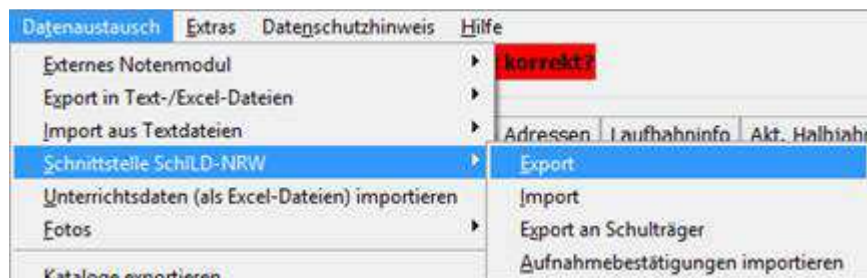 Datenaustausch Extras Datenschutzhinweis Hilfe
Externes Notenmodul
korrekt?
Export in Text-/Excel-Dateien
Import aus Textdateien
Adressen Laufbahninfo Akt. Halbjahr
Schnittstelle SchILD-NRW
Export
Unterrichtsdaten (als Excel-Dateien) importieren
Import
Fotos
Export an Schulträger
Kataloge exportieren
Aufnahmebestätigungen importieren